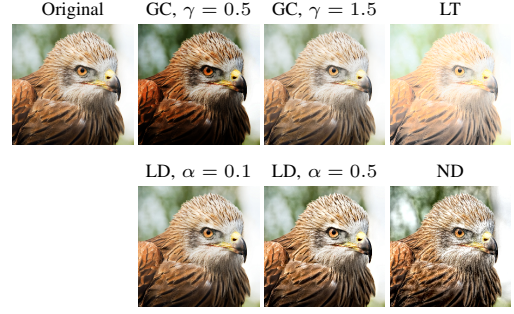 Original GC, γ = 0.5 GC, γ = 1.5 LT
LD, α = 0.1 LD, α = 0.5 ND